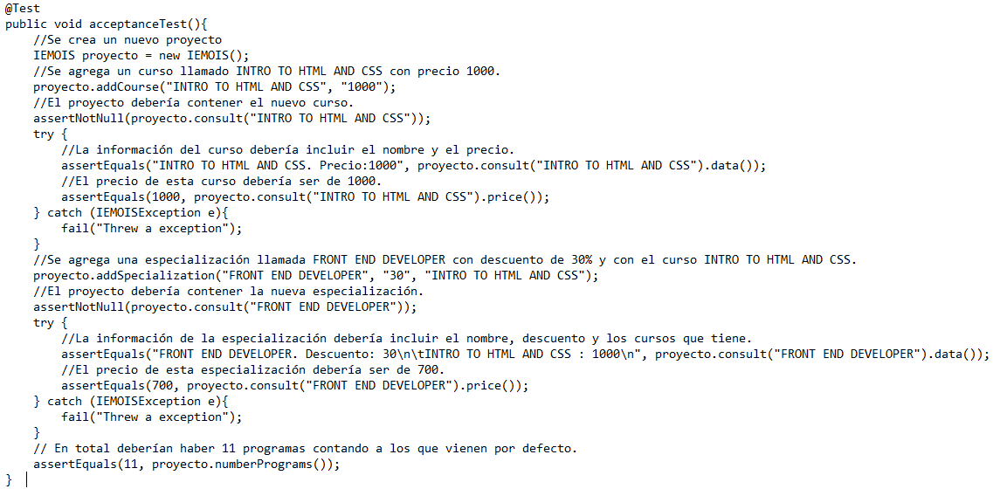 @Test
public void acceptanceTest(){
    //Se crea un nuevo proyecto
    IEMOIS proyecto = new IEMOIS();
    //Se agrega un curso llamado INTRO TO HTML AND CSS con precio 1000.
    proyecto.addCourse("INTRO TO HTML AND CSS", "1000");
    //El proyecto debería contener el nuevo curso.
    assertNotNull(proyecto.consult("INTRO TO HTML AND CSS"));
    try {
        //La información del curso debería incluir el nombre y el precio.
        assertEquals("INTRO TO HTML AND CSS. Precio:1000", proyecto.consult("INTRO TO HTML AND CSS").data());
        //El precio de esta curso debería ser de 1000.
        assertEquals(1000, proyecto.consult("INTRO TO HTML AND CSS").price());
    } catch (IEMOISException e){
        fail("Threw a exception");
    }
    //Se agrega una especialización llamada FRONT END DEVELOPER con descuento de 30% y con el curso INTRO TO HTML AND CSS.
    proyecto.addSpecialization("FRONT END DEVELOPER", "30", "INTRO TO HTML AND CSS");
    //El proyecto debería contener la nueva especialización.
    assertNotNull(proyecto.consult("FRONT END DEVELOPER"));
    try {
        //La información de la especialización debería incluir el nombre, descuento y los cursos que tiene.
        assertEquals("FRONT END DEVELOPER. Descuento: 30\n\tINTRO TO HTML AND CSS : 1000\n", proyecto.consult("FRONT END DEVELOPER").data());
        //El precio de esta especialización debería ser de 700.
        assertEquals(700, proyecto.consult("FRONT END DEVELOPER").price());
    } catch (IEMOISException e){
        fail("Threw a exception");
    }
    // En total deberían haber 11 programas contando a los que vienen por defecto.
    assertEquals(11, proyecto.numberPrograms());
}